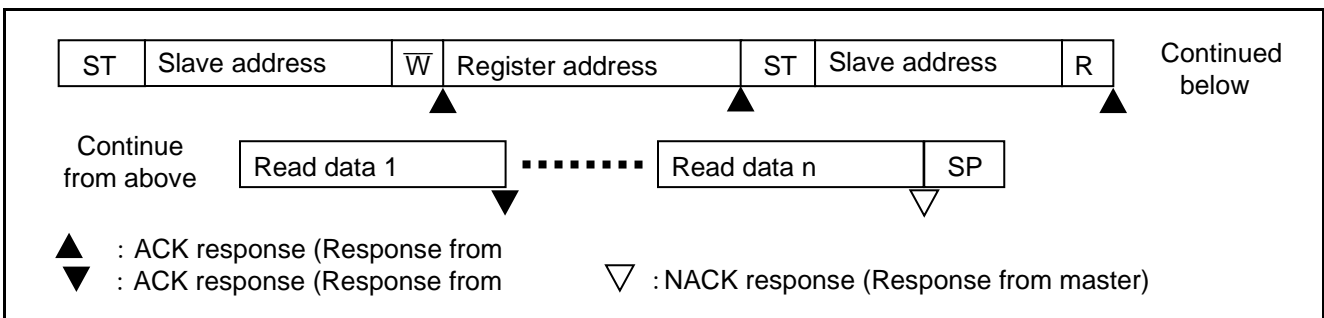 ST Slave address W̅ Register address ST Slave address R Continued
below
Continue
from above Read data 1 Read data n SP
: ACK response (Response from
: ACK response (Response from : NACK response (Response from master)